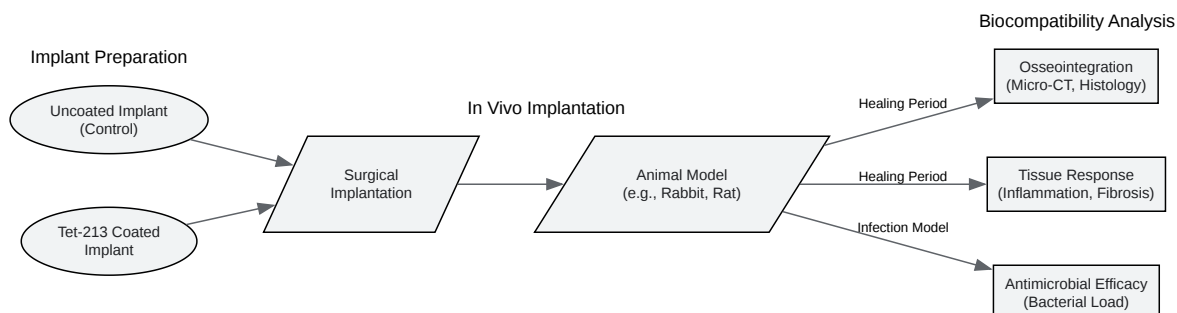 Implant Preparation
Uncoated Implant
(Control)
Tet-213 Coated
Implant
In Vivo Implantation
Surgical
Implantation
Animal Model
(e.g., Rabbit, Rat)
Healing Period
Healing Period
Infection Model
Biocompatibility Analysis
Osseointegration
(Micro-CT, Histology)
Tissue Response
(Inflammation, Fibrosis)
Antimicrobial Efficacy
(Bacterial Load)